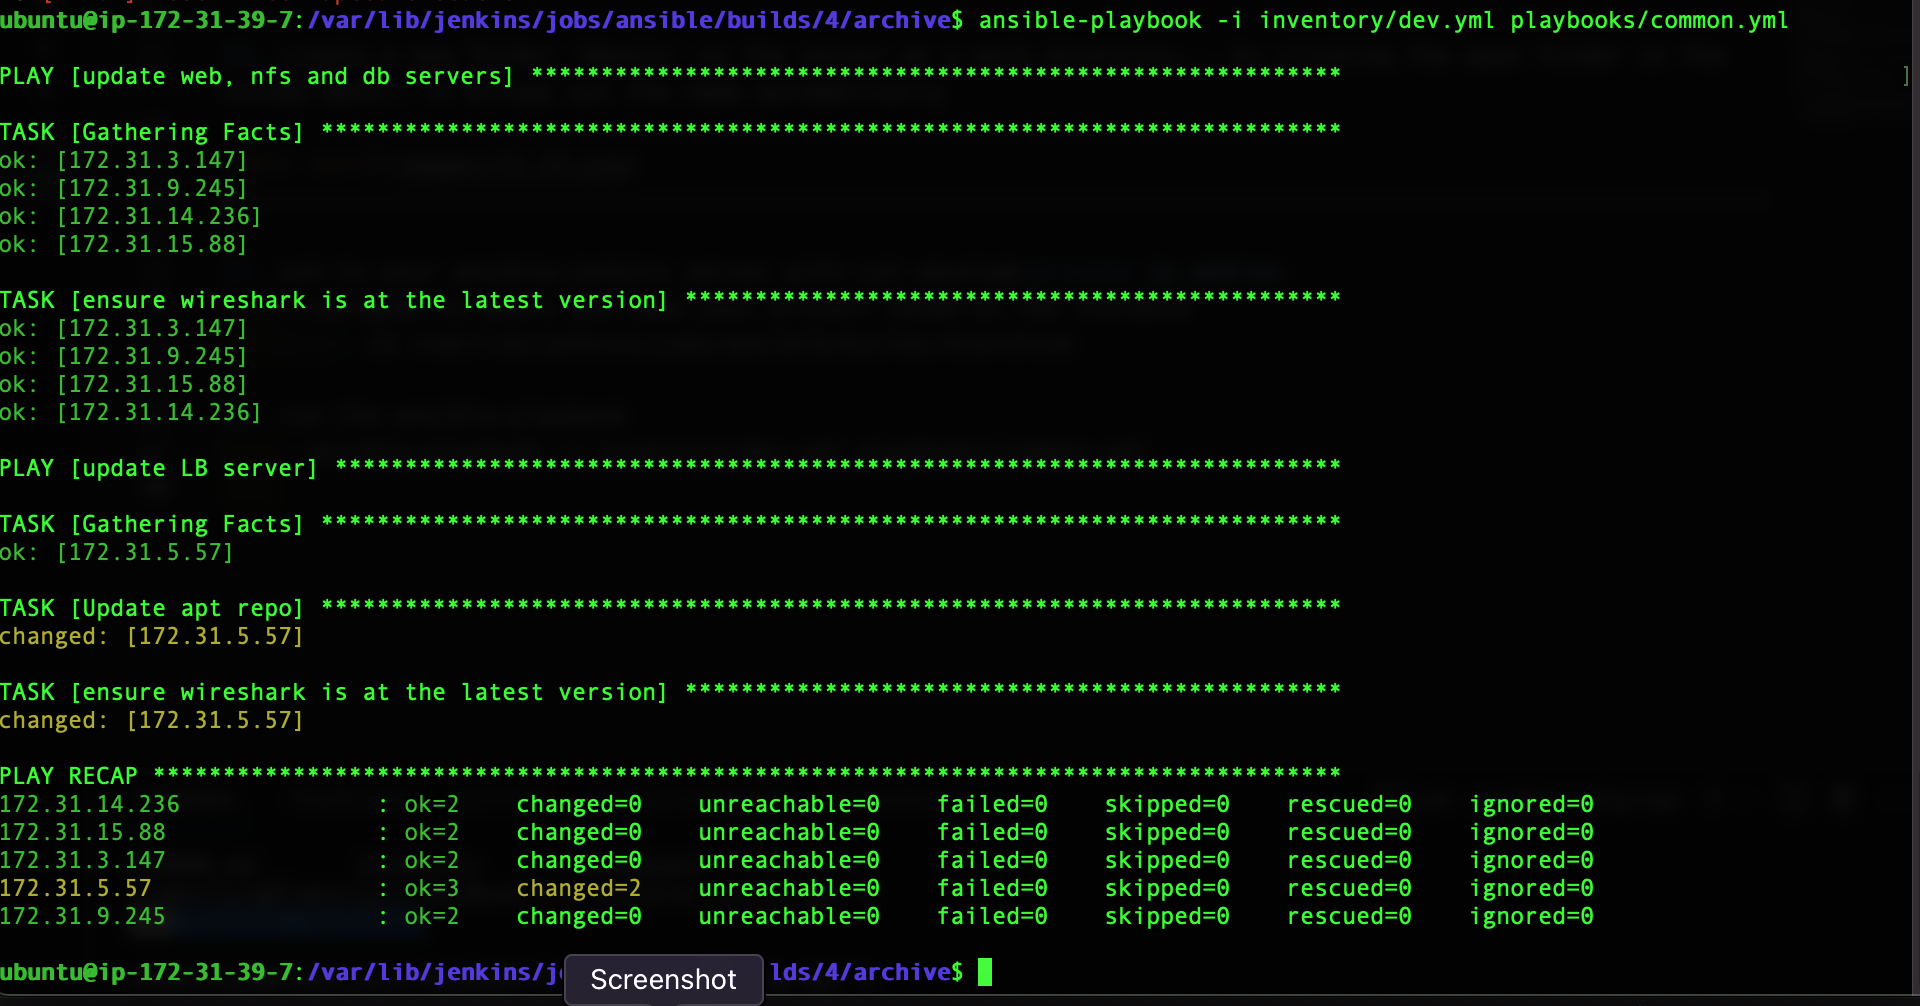 ubuntu@ip-172-31-39-7:/var/lib/jenkins/jobs/ansible/builds/4/archive$ ansible-playbook -i inventory/dev.yml playbooks/common.yml
PLAY [update web, nfs and db servers] **********************************************************
]
TASK [Gathering Facts] *************************************************************************
ok: [172.31.3.147]
ok: [172.31.9.245]
ok: [172.31.14.236]
ok: [172.31.15.88]
TASK [ensure wireshark is at the latest version] ***********************************************
ok: [172.31.3.147]
ok: [172.31.9.245]
ok: [172.31.15.88]
ok: [172.31.14.236]
PLAY [update LB server] ************************************************************************
TASK [Gathering Facts] *************************************************************************
ok: [172.31.5.57]
TASK [Update apt repo] *************************************************************************
changed: [172.31.5.57]
TASK [ensure wireshark is at the latest version] ***********************************************
changed: [172.31.5.57]
PLAY RECAP *************************************************************************************
172.31.14.236 : ok=2 changed=0 unreachable=0 failed=0 skipped=0 rescued=0 ignored=0
172.31.15.88 : ok=2 changed=0 unreachable=0 failed=0 skipped=0 rescued=0 ignored=0
172.31.3.147 : ok=2 changed=0 unreachable=0 failed=0 skipped=0 rescued=0 ignored=0
172.31.5.57 : ok=3 changed=2 unreachable=0 failed=0 skipped=0 rescued=0 ignored=0
172.31.9.245 : ok=2 changed=0 unreachable=0 failed=0 skipped=0 rescued=0 ignored=0
ubuntu@ip-172-31-39-7:/var/lib/jenkins/j lds/4/archive$
Screenshot